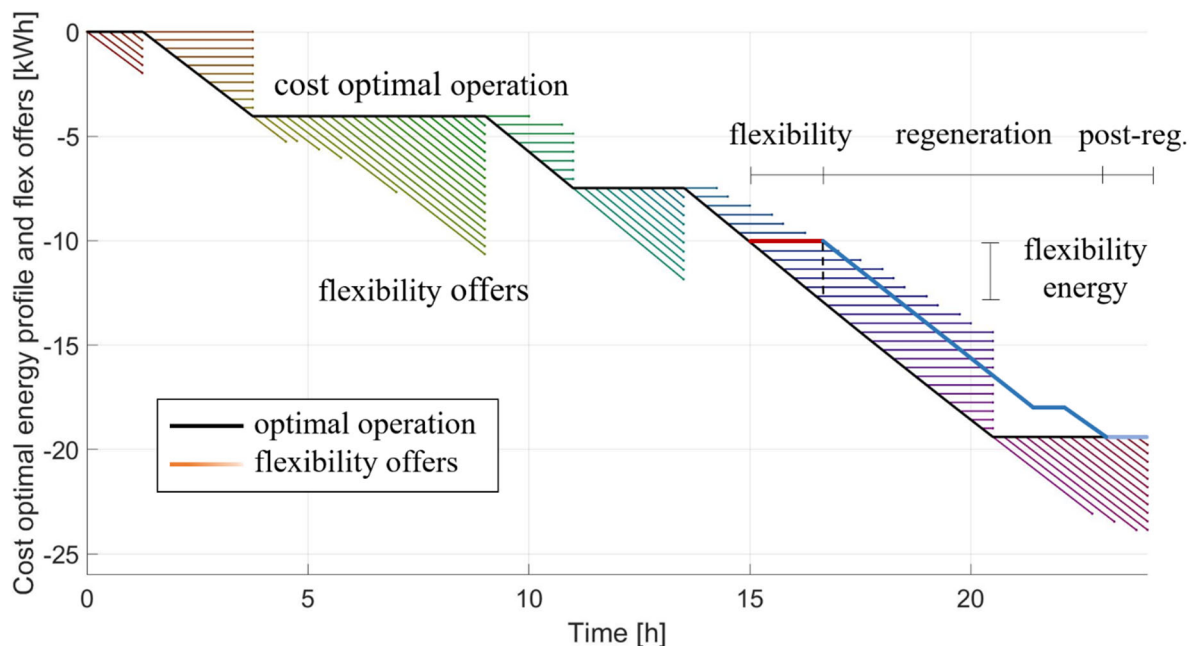 Cost optimal energy profile and flex offers [kWh]
0
-5
-10
-15
-20
-25
cost optimal operation
flexibility offers
flexibility
regeneration
post-reg.
flexibility
energy
optimal operation
flexibility offers
0
5
10
15
20
Time [h]